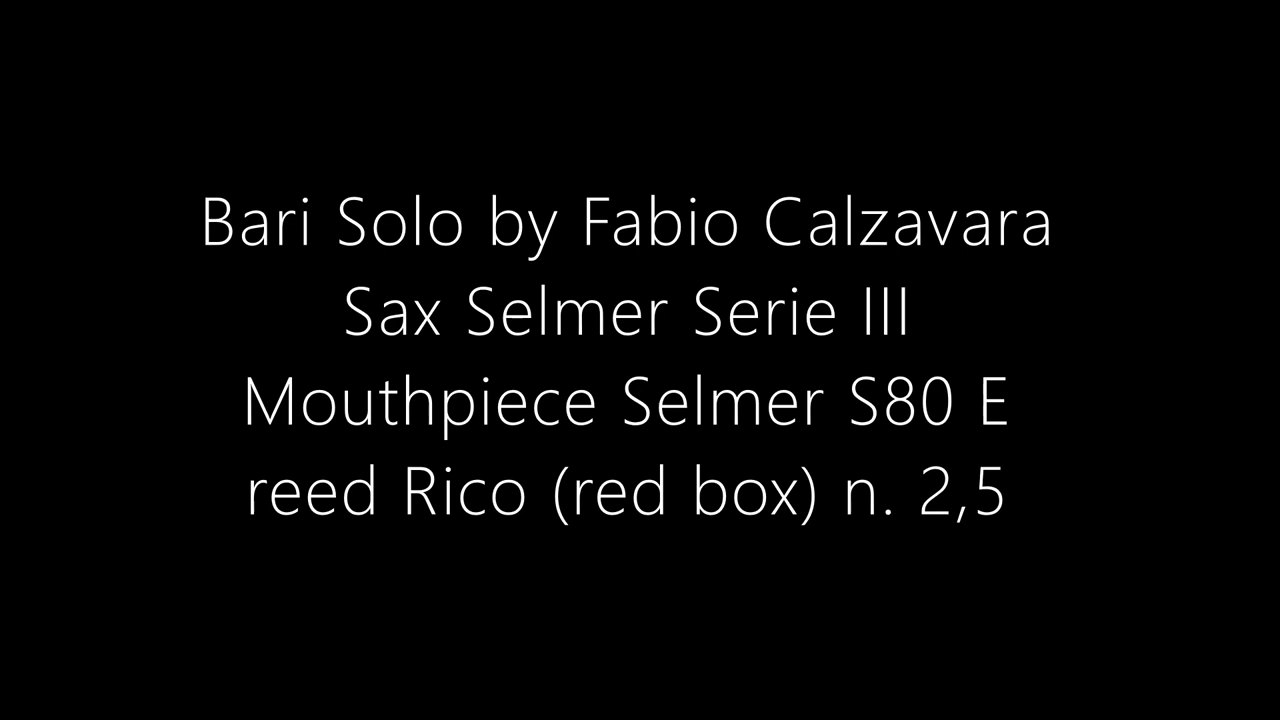 Bari Solo by Fabio Calzavara
Sax Selmer Serie III
Mouthpiece Selmer S80 E
reed Rico (red box) n. 2,5